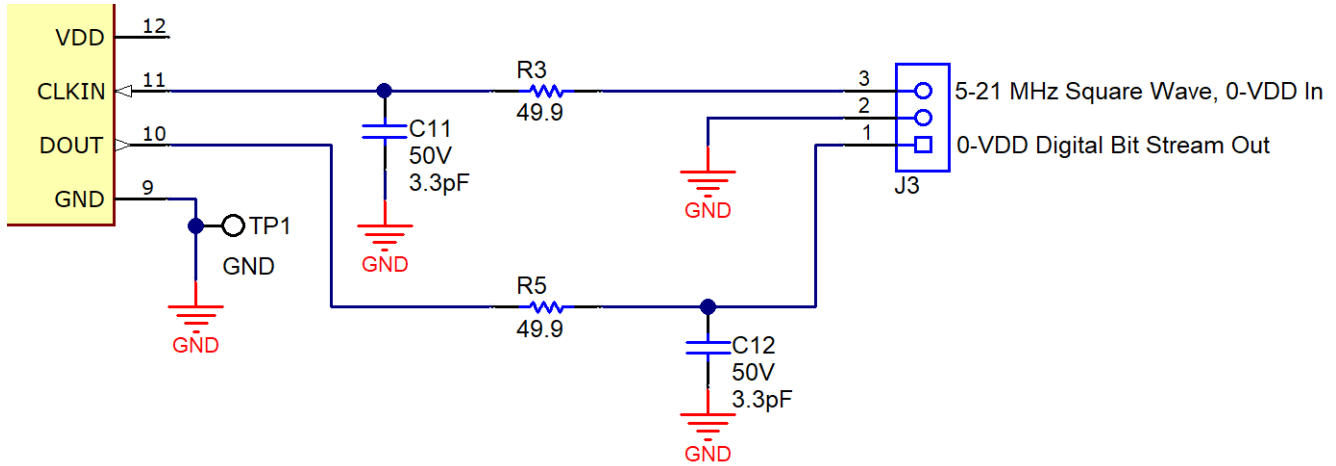 VDD
12
CLKIN
11
DOUT
10
GND
9
TP1
GND
GND
C11
50V
3.3pF
GND
R3
49.9
R5
49.9
C12
50V
3.3pF
GND
GND
3
2
1
J3
5-21 MHz Square Wave, 0-VDD In
0-VDD Digital Bit Stream Out